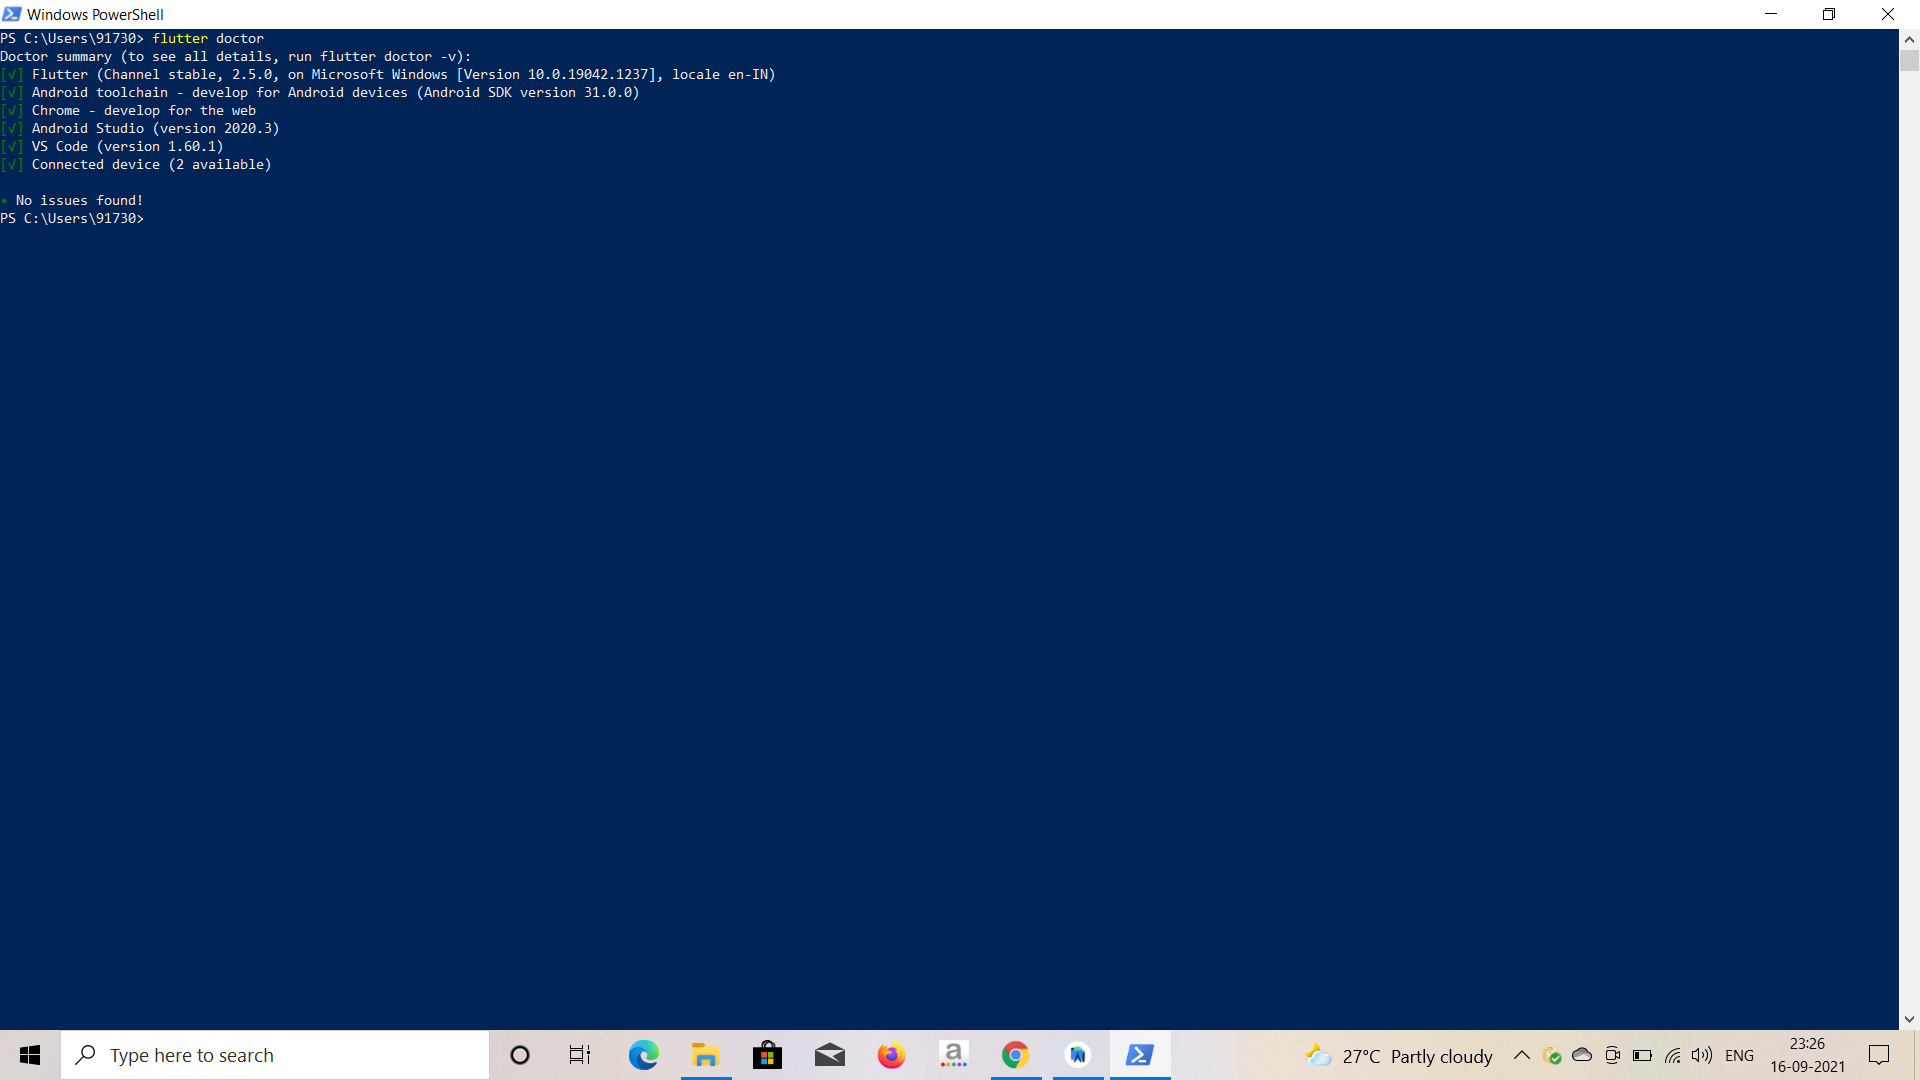 Windows PowerShell
PS C:\Users\91730> flutter doctor
Doctor summary (to see all details, run flutter doctor -v):
[√] Flutter (Channel stable, 2.5.0, on Microsoft Windows [Version 10.0.19042.1237], locale en-IN)
[√] Android toolchain - develop for Android devices (Android SDK version 31.0.0)
[√] Chrome - develop for the web
[√] Android Studio (version 2020.3)
[√] VS Code (version 1.60.1)
[√] Connected device (2 available)
• No issues found!
PS C:\Users\91730>
Type here to search
27°C Partly cloudy
ENG
23:26
16-09-2021